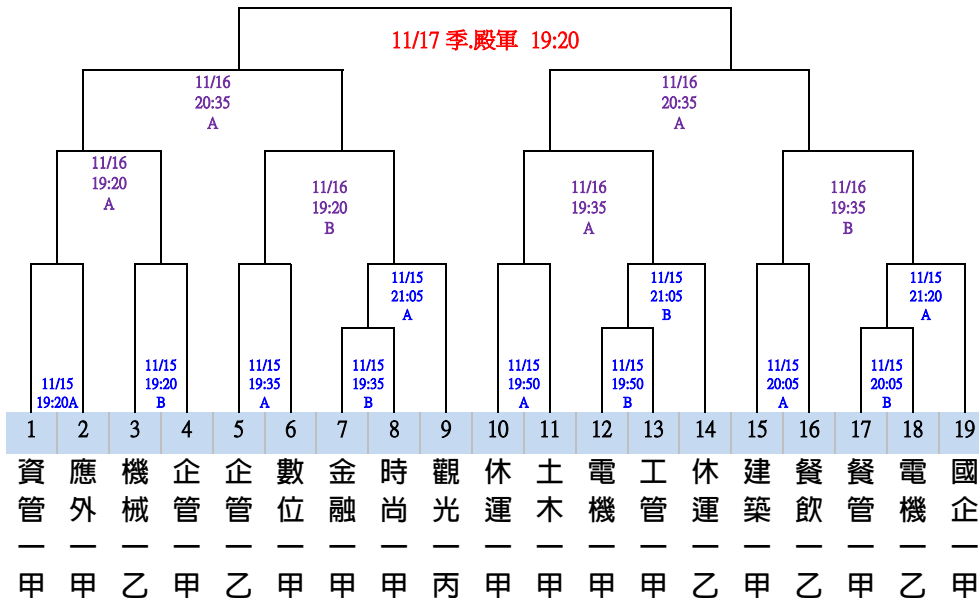 11/17 季.殿軍 19:20
11/16
20:35
A
11/16
20:35
A
11/16
19:20
A
11/16
19:20
B
11/16
19:35
A
11/16
19:35
B
11/15
21:05
A
11/15
21:05
B
11/15
21:20
A
11/15
19:20A
11/15
19:20
B
11/15
19:35
A
11/15
19:35
B
11/15
19:50
A
11/15
19:50
B
11/15
20:05
A
11/15
20:05
B
1 2 3 4 5 6 7 8 9 10 11 12 13 14 15 16 17 18 19
資管一甲
應外一甲
機械一乙
企管一甲
企管一乙
數位一甲
金融一甲
時尚一甲
觀光一丙
休運一甲
土木一甲
電機一甲
工管一甲
休運一乙
建築一甲
餐飲一乙
餐管一甲
電機一乙
國企一甲